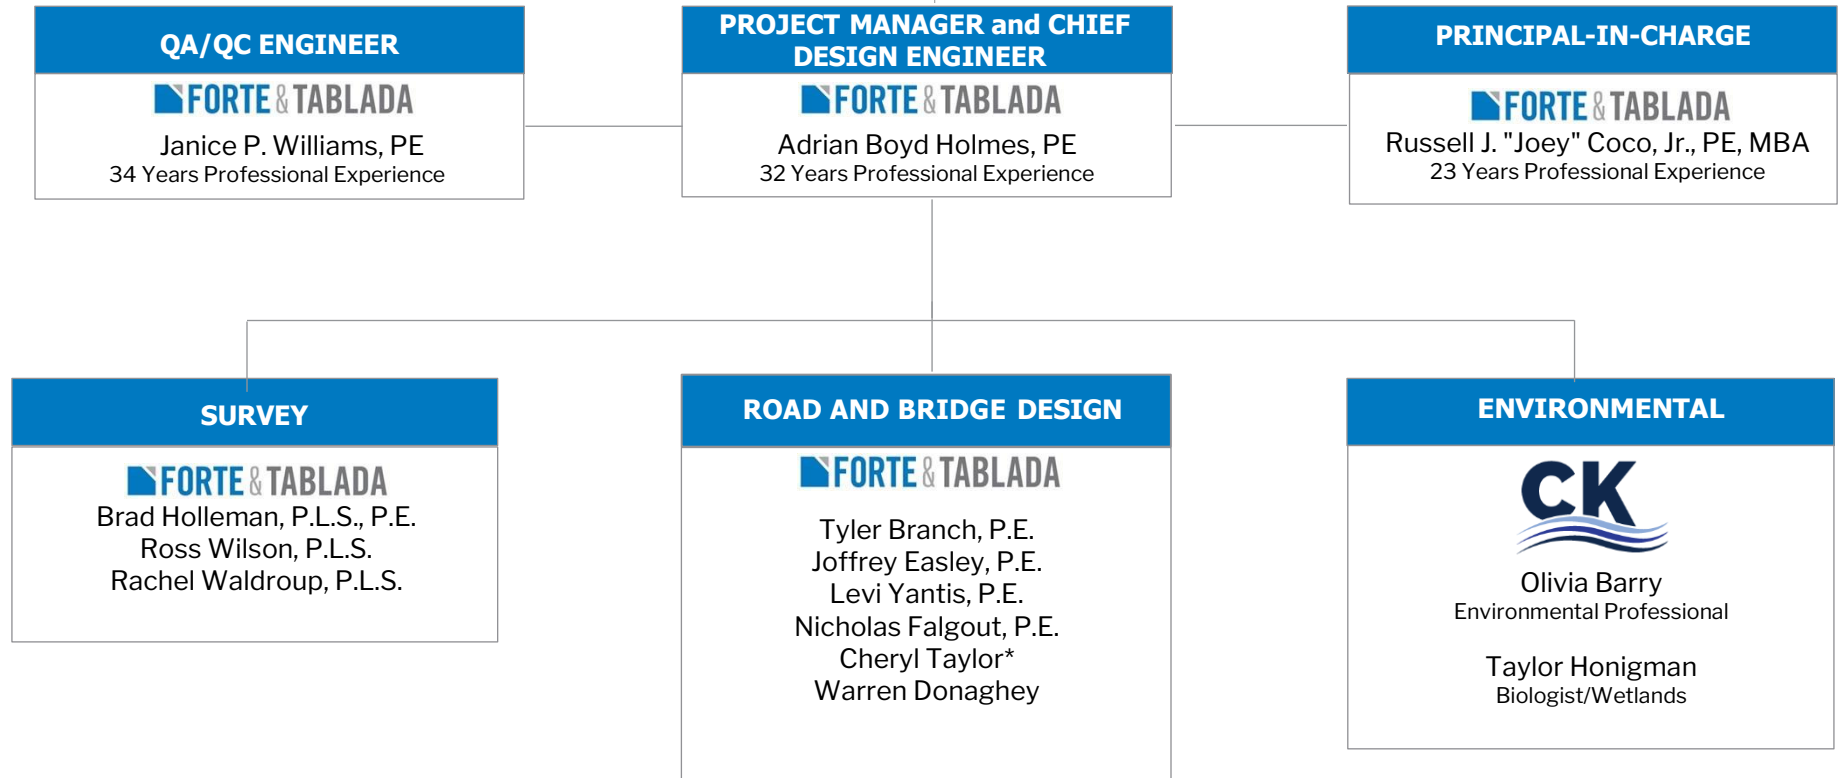 QA/QC ENGINEER
FORTE & TABLADA
Janice P. Williams, PE
34 Years Professional Experience
PROJECT MANAGER and CHIEF
DESIGN ENGINEER
FORTE & TABLADA
Adrian Boyd Holmes, PE
32 Years Professional Experience
PRINCIPAL-IN-CHARGE
FORTE & TABLADA
Russell J. "Joey" Coco, Jr., PE, MBA
23 Years Professional Experience
SURVEY
FORTE & TABLADA
Brad Holleman, P.L.S., P.E.
Ross Wilson, P.L.S.
Rachel Waldroup, P.L.S.
ROAD AND BRIDGE DESIGN
FORTE & TABLADA
Tyler Branch, P.E.
Joffrey Easley, P.E.
Levi Yantis, P.E.
Nicholas Falgout, P.E.
Cheryl Taylor*
Warren Donaghey
ENVIRONMENTAL
CK
Olivia Barry
Environmental Professional
Taylor Honigman
Biologist/Wetlands